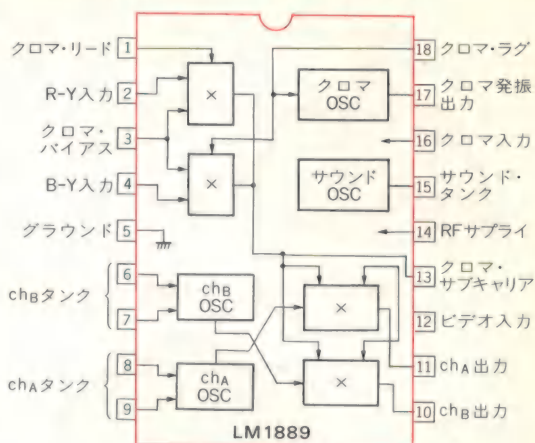 クロマ・リード 1
R-Y入力 2
クロマ・
バイアス 3
B-Y入力 4
グラウンド 5
chBタンク 6
7
chAタンク 8
9
×
×
クロマ
OSC
サウンド
OSC
chB
OSC
chA
OSC
×
×
LM1889
18 クロマ・ラグ
17 クロマ発振
出力
16 クロマ入力
15 サウンド・
タンク
14 RFサプライ
13 クロマ・
サブキャリア
12 ビデオ入力
11 chA出力
10 chB出力